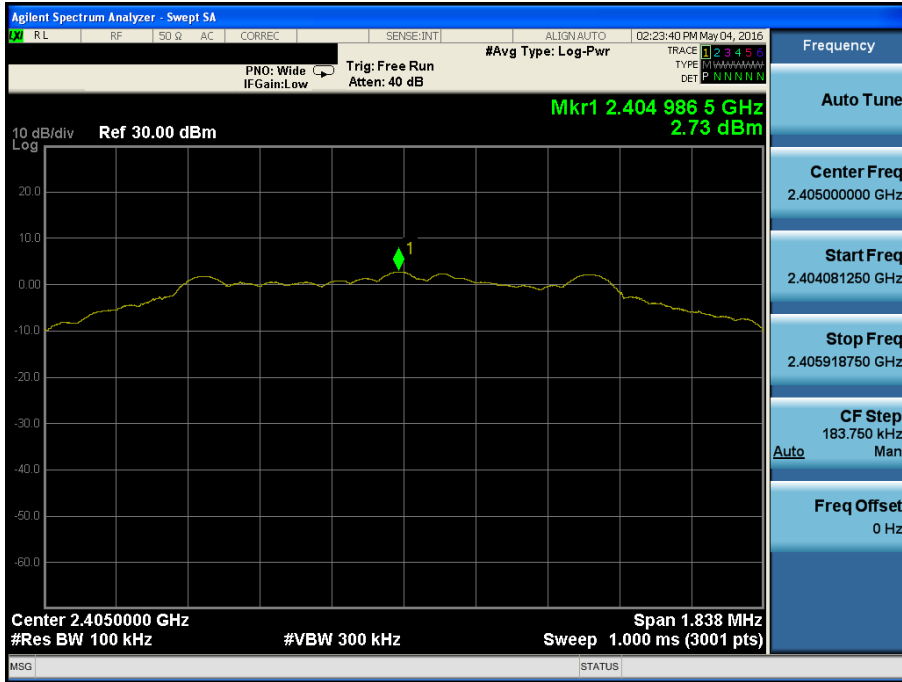 Agilent Spectrum Analyzer - Swept SA
LXI RL RF 50 Ω AC CORREC SENSE:INT ALIGNAUTO 02:23:40 PM May 04, 2016
Frequency
#Avg Type: Log-Pwr TRACE 1 2 3 4 5 6
PNO: Wide Trig: Free Run TYPE M WWWWW
IFGain:Low Atten: 40 dB DET P N N N N N
Auto Tune
Mkr1 2.404 986 5 GHz
2.73 dBm
10 dB/div Ref 30.00 dBm
Log
20.0
10.0
0.00
-10.0
-20.0
-30.0
-40.0
-50.0
-60.0
1
Center Freq
2.405000000 GHz
Start Freq
2.404081250 GHz
Stop Freq
2.405918750 GHz
CF Step
183.750 kHz
Auto Man
Freq Offset
0 Hz
Center 2.4050000 GHz Span 1.838 MHz
#Res BW 100 kHz #VBW 300 kHz Sweep 1.000 ms (3001 pts)
MSG STATUS